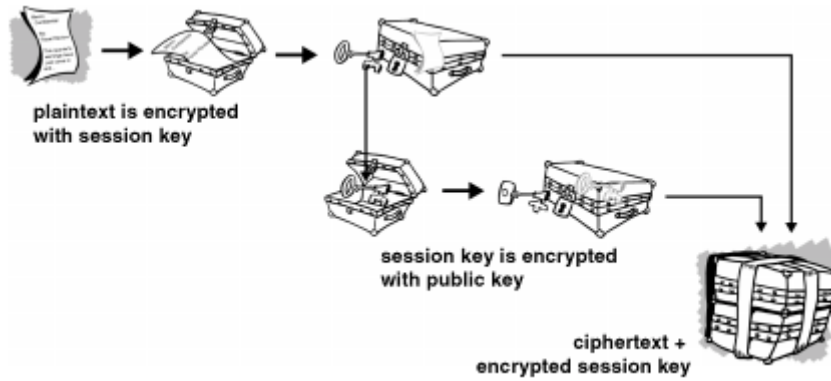 plaintext is encrypted
with session key
session key is encrypted
with public key
ciphertext +
encrypted session key